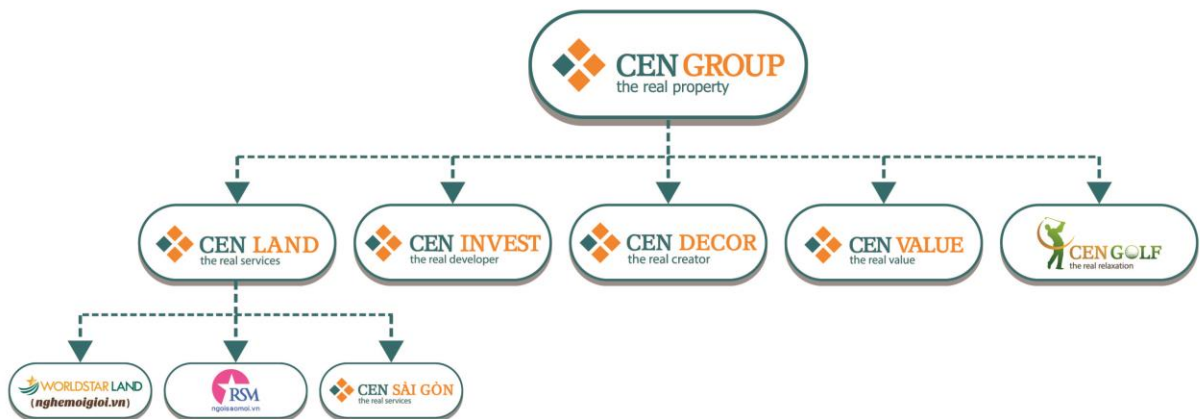 CEN GROUP
the real property
CEN LAND
the real services
CEN INVEST
the real developer
CEN DECOR
the real creator
CEN VALUE
the real value
CEN GOLF
the real relaxation
WORLDSTAR LAND
(nghemoigioi.vn)
RSM
ngoisaomoi.vn
CEN SÀI GÒN
the real services